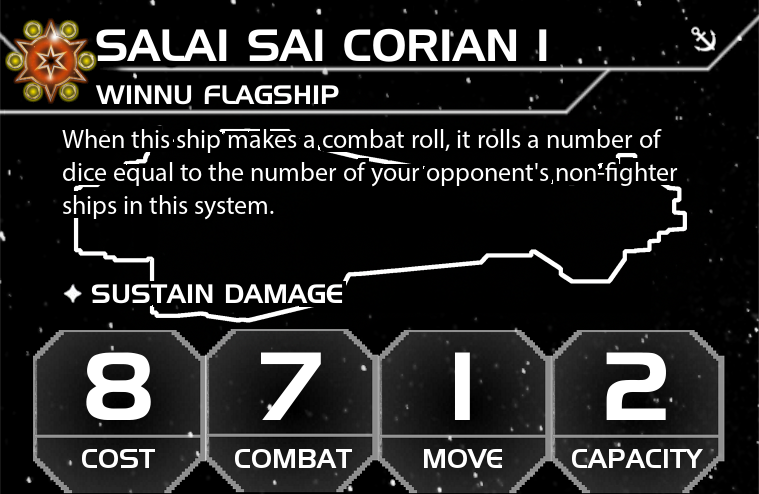 SALAI SAI CORIAN I
WINNU FLAGSHIP
When this ship makes a combat roll, it rolls a number of
dice equal to the number of your opponent's non-fighter
ships in this system.
SUSTAIN DAMAGE
8 7 1 2
COST COMBAT MOVE CAPACITY